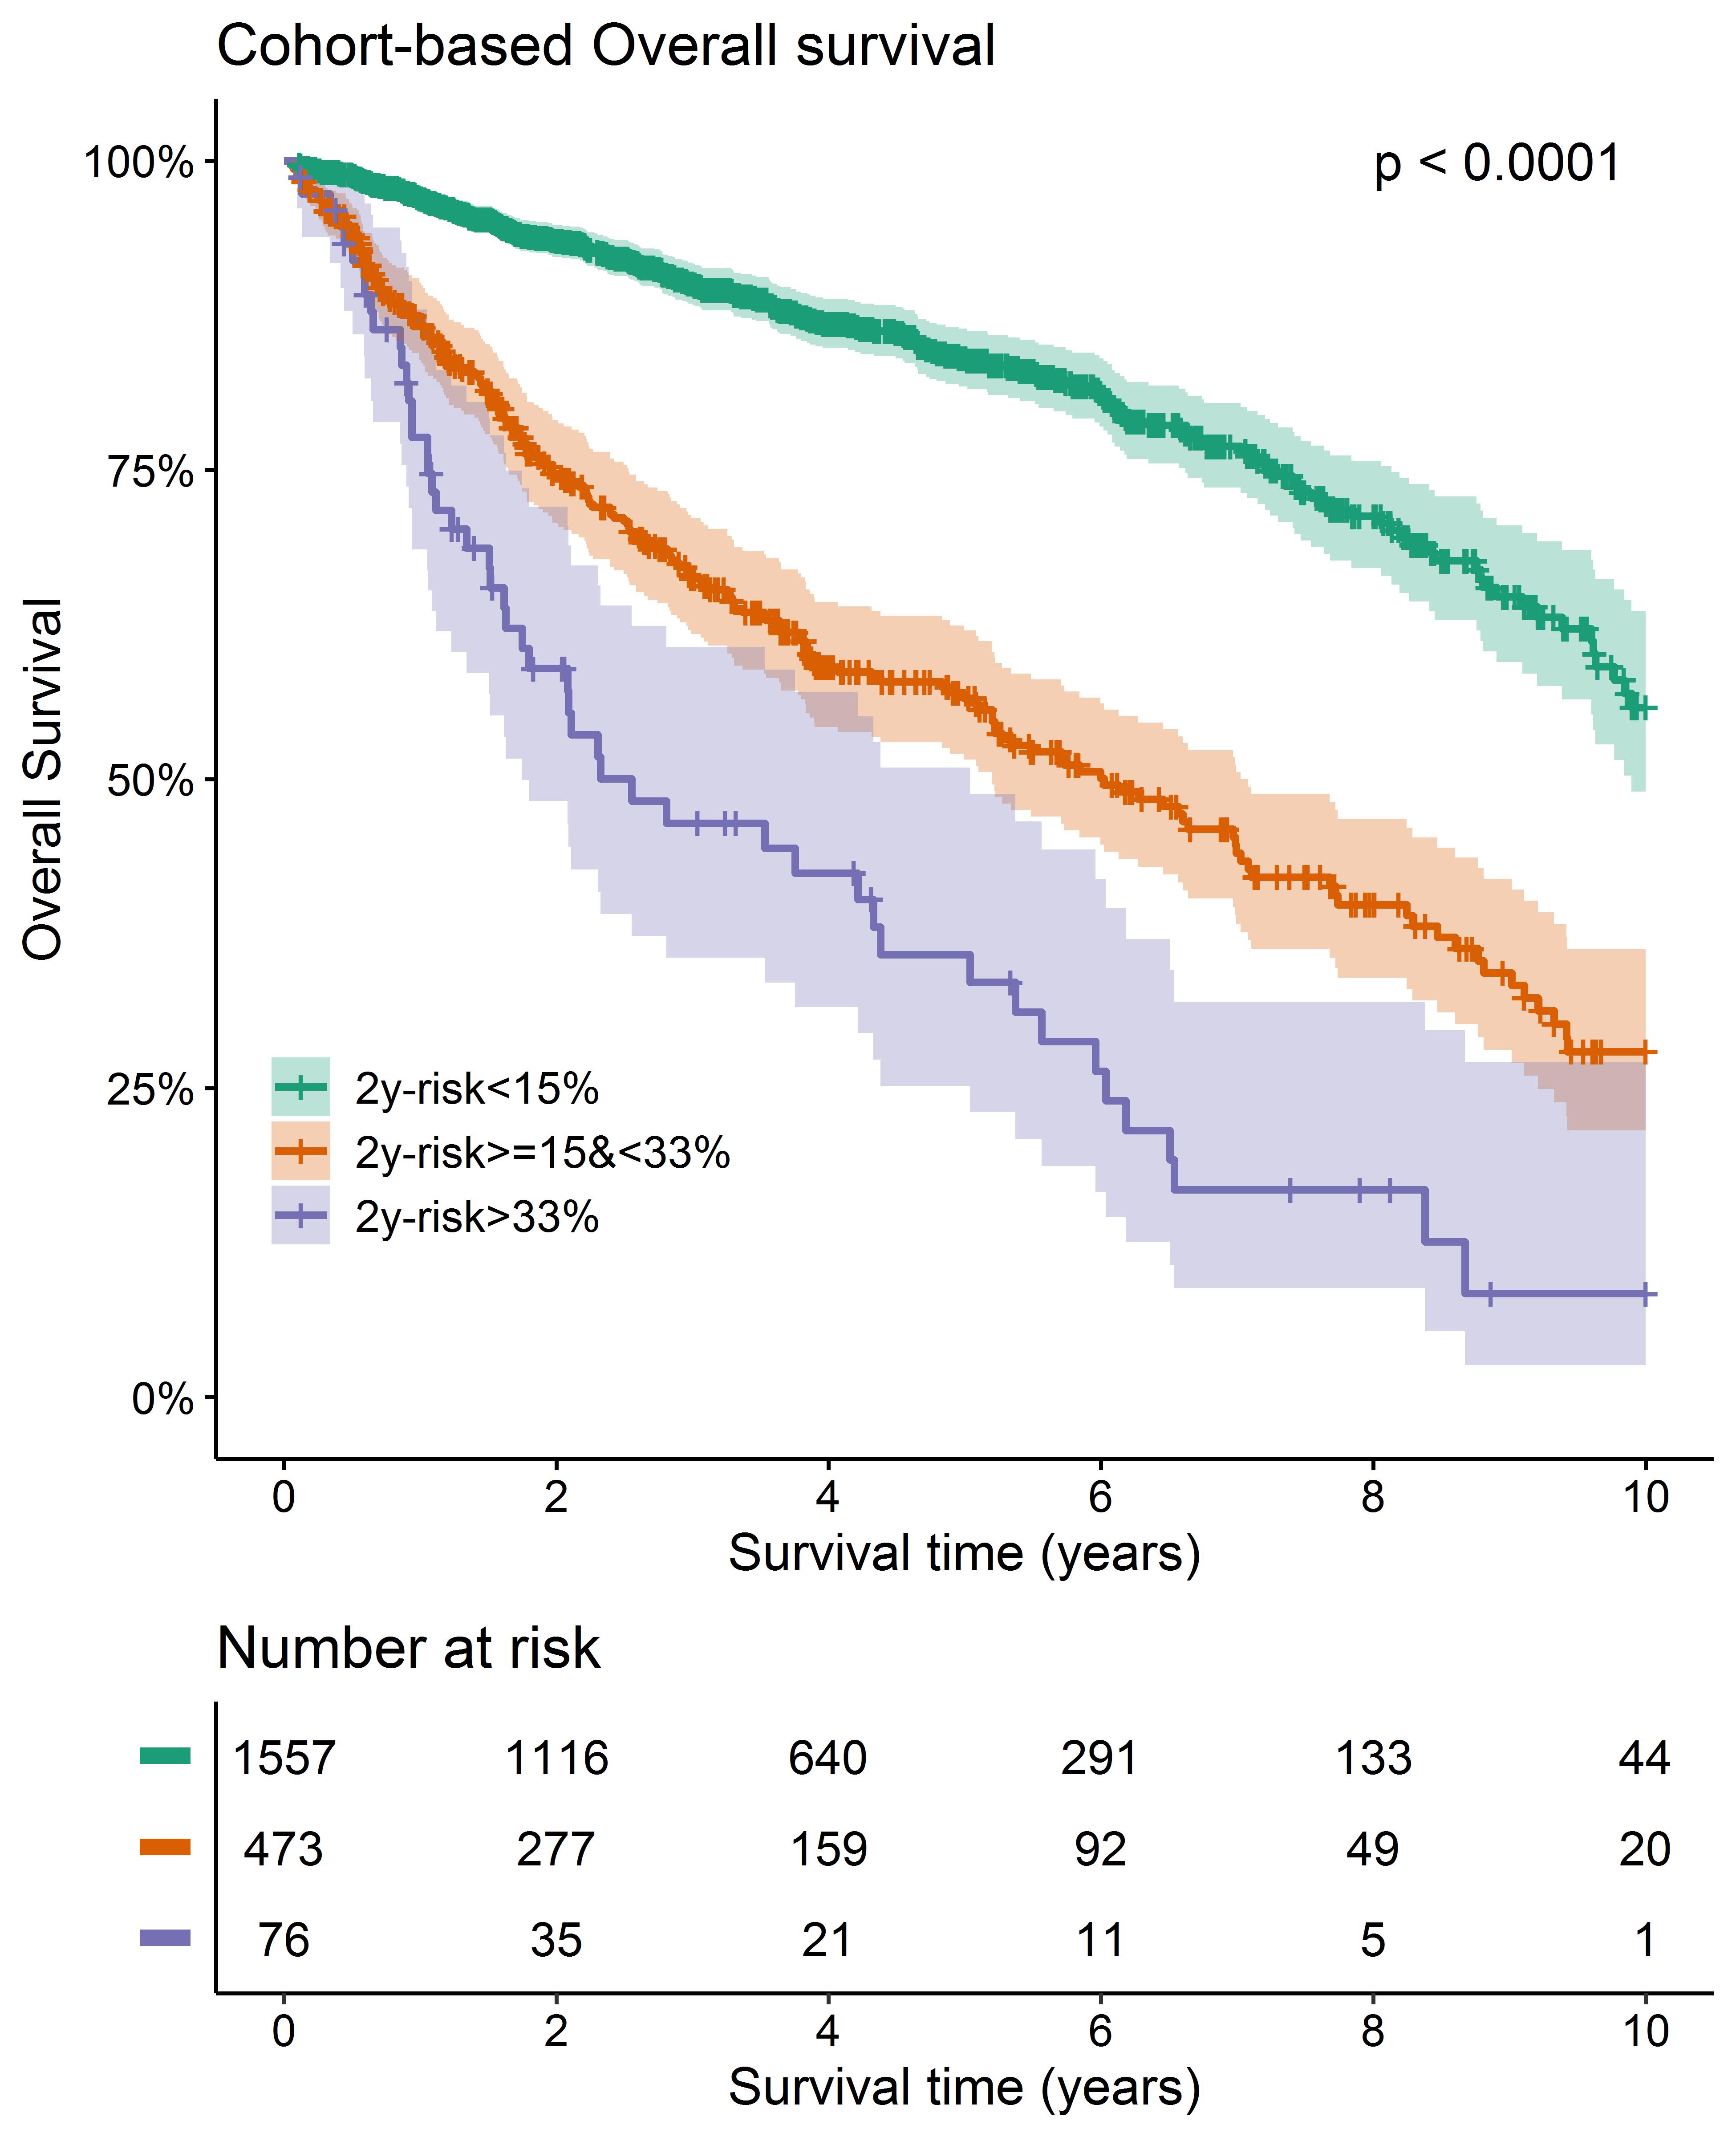 Cohort-based Overall survival
p < 0.0001
100%
75%
50%
25%
0%
Overall Survival
2y-risk<15%
2y-risk>=15&<33%
2y-risk>33%
0 2 4 6 8 10
Survival time (years)
Number at risk
1557 1116 640 291 133 44
473 277 159 92 49 20
76 35 21 11 5 1
0 2 4 6 8 10
Survival time (years)